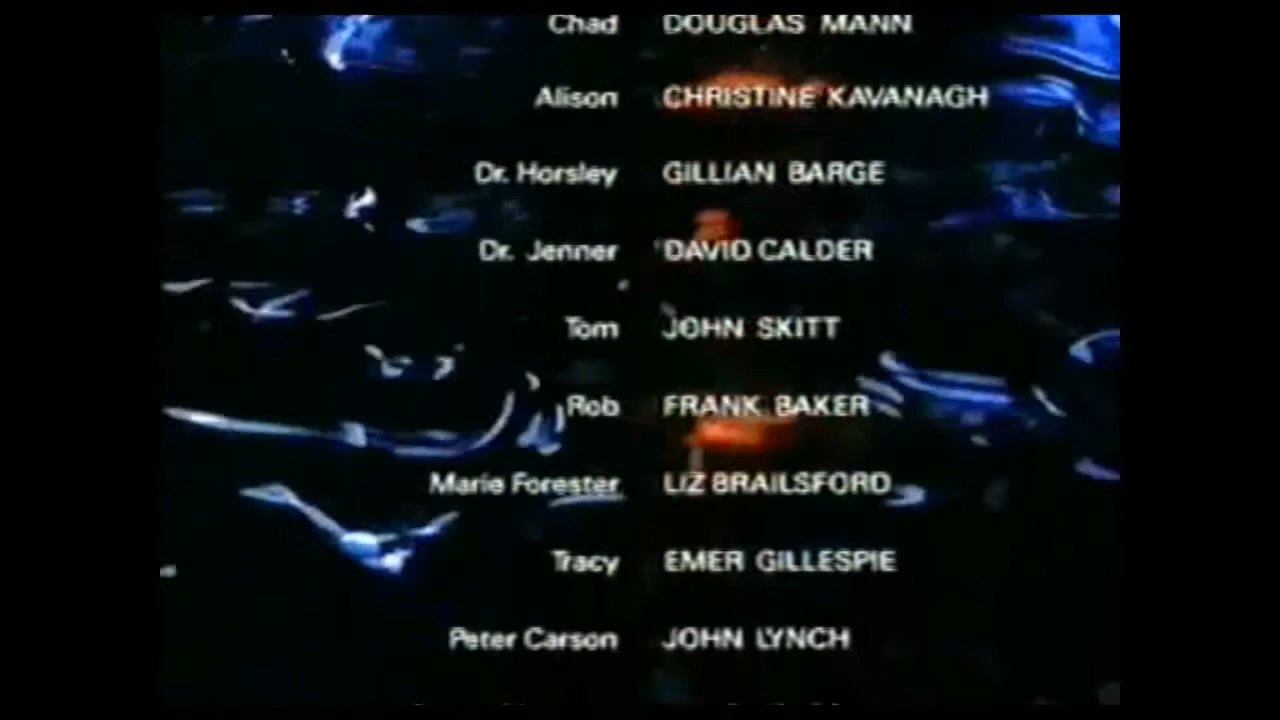 Chad DOUGLAS MANN
Alison CHRISTINE KAVANAGH
Dr. Horsley GILLIAN BARGE
Dr. Jenner DAVID CALDER
Tom JOHN SKITT
Rob FRANK BAKER
Marie Forester LIZ BRAILSFORD
Tracy EMER GILLESPIE
Peter Carson JOHN LYNCH